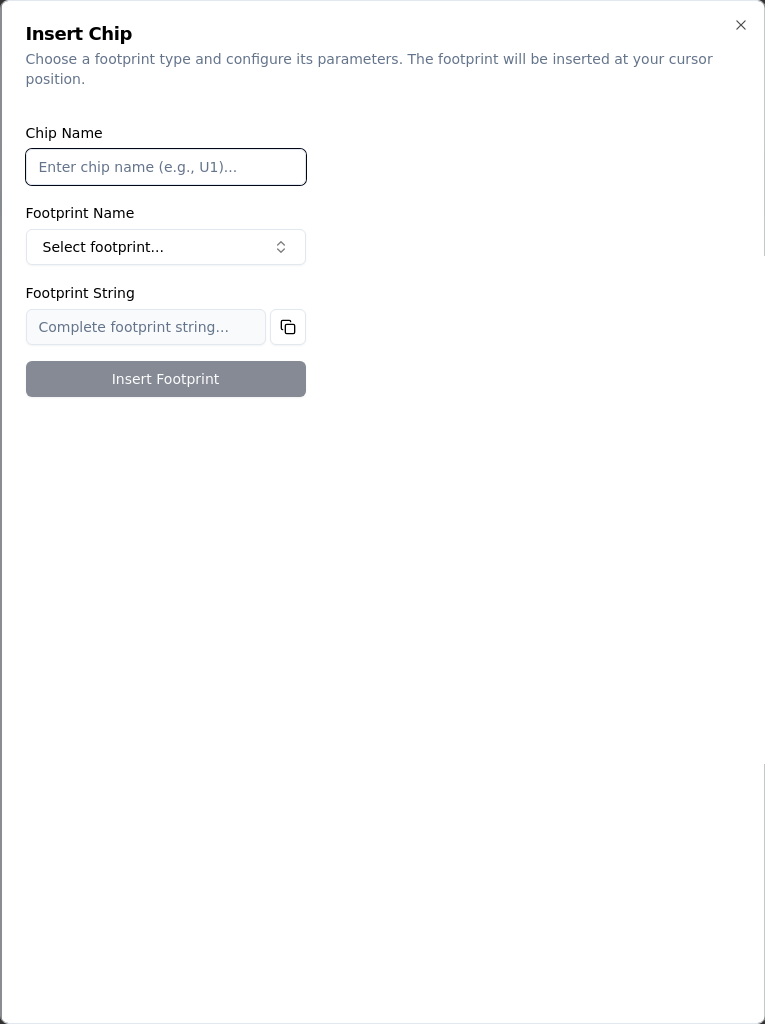 Insert Chip
Choose a footprint type and configure its parameters. The footprint will be inserted at your cursor
position.
Chip Name
Enter chip name (e.g., U1)...
Footprint Name
Select footprint...
Footprint String
Complete footprint string...
Insert Footprint